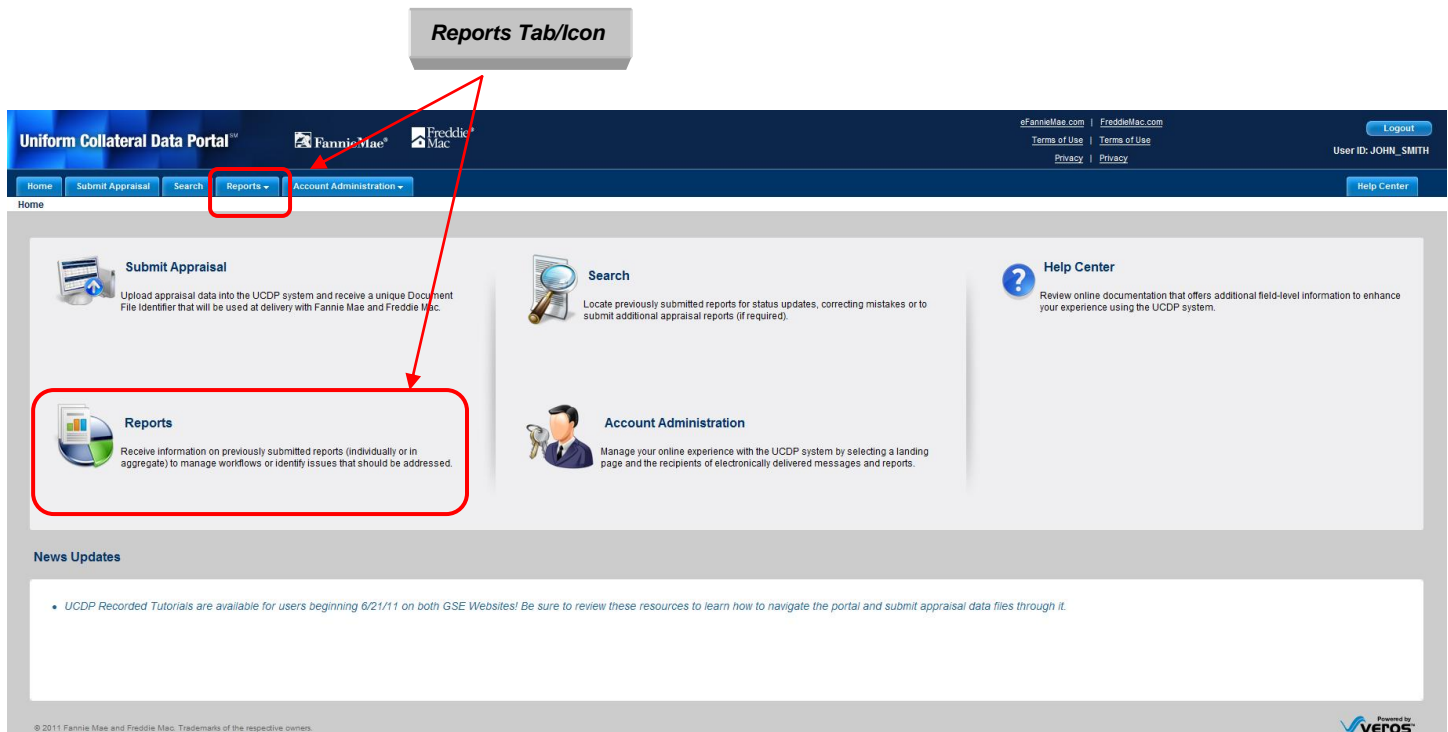 Reports Tab/Icon
Uniform Collateral Data Portal℠
FannieMae®
Freddie®
Mac
eFannieMae.com | FreddieMac.com
Terms of Use | Terms of Use
Privacy | Privacy
Logout
User ID: JOHN_SMITH
Home Submit Appraisal Search Reports Account Administration Help Center
Home
Submit Appraisal
Upload appraisal data into the UCDP system and receive a unique Document
File Identifier that will be used at delivery with Fannie Mae and Freddie Mac.
Search
Locate previously submitted reports for status updates, correcting mistakes or to
submit additional appraisal reports (if required).
Help Center
Review online documentation that offers additional field-level information to enhance
your experience using the UCDP system.
Reports
Receive information on previously submitted reports (individually or in
aggregate) to manage workflows or identify issues that should be addressed.
Account Administration
Manage your online experience with the UCDP system by selecting a landing
page and the recipients of electronically delivered messages and reports.
News Updates
• UCDP Recorded Tutorials are available for users beginning 6/21/11 on both GSE Websites! Be sure to review these resources to learn how to navigate the portal and submit appraisal data files through it.
© 2011 Fannie Mae and Freddie Mac. Trademarks of the respective owners.
Powered by
veros™